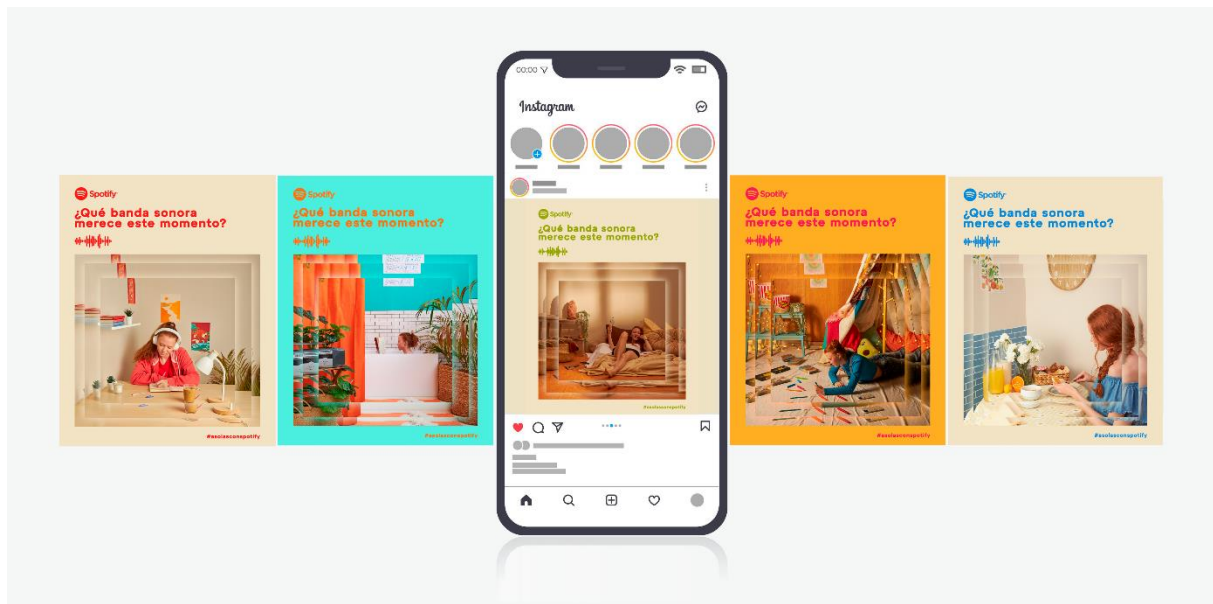 Spotify
¿Qué banda sonora
merece este momento?
#asolasconspotify
Spotify
¿Qué banda sonora
merece este momento?
#asolasconspotify
00:00
Instagram
Spotify
¿Qué banda sonora
merece este momento?
#asolasconspotify
Spotify
¿Qué banda sonora
merece este momento?
#asolasconspotify
Spotify
¿Qué banda sonora
merece este momento?
#asolasconspotify